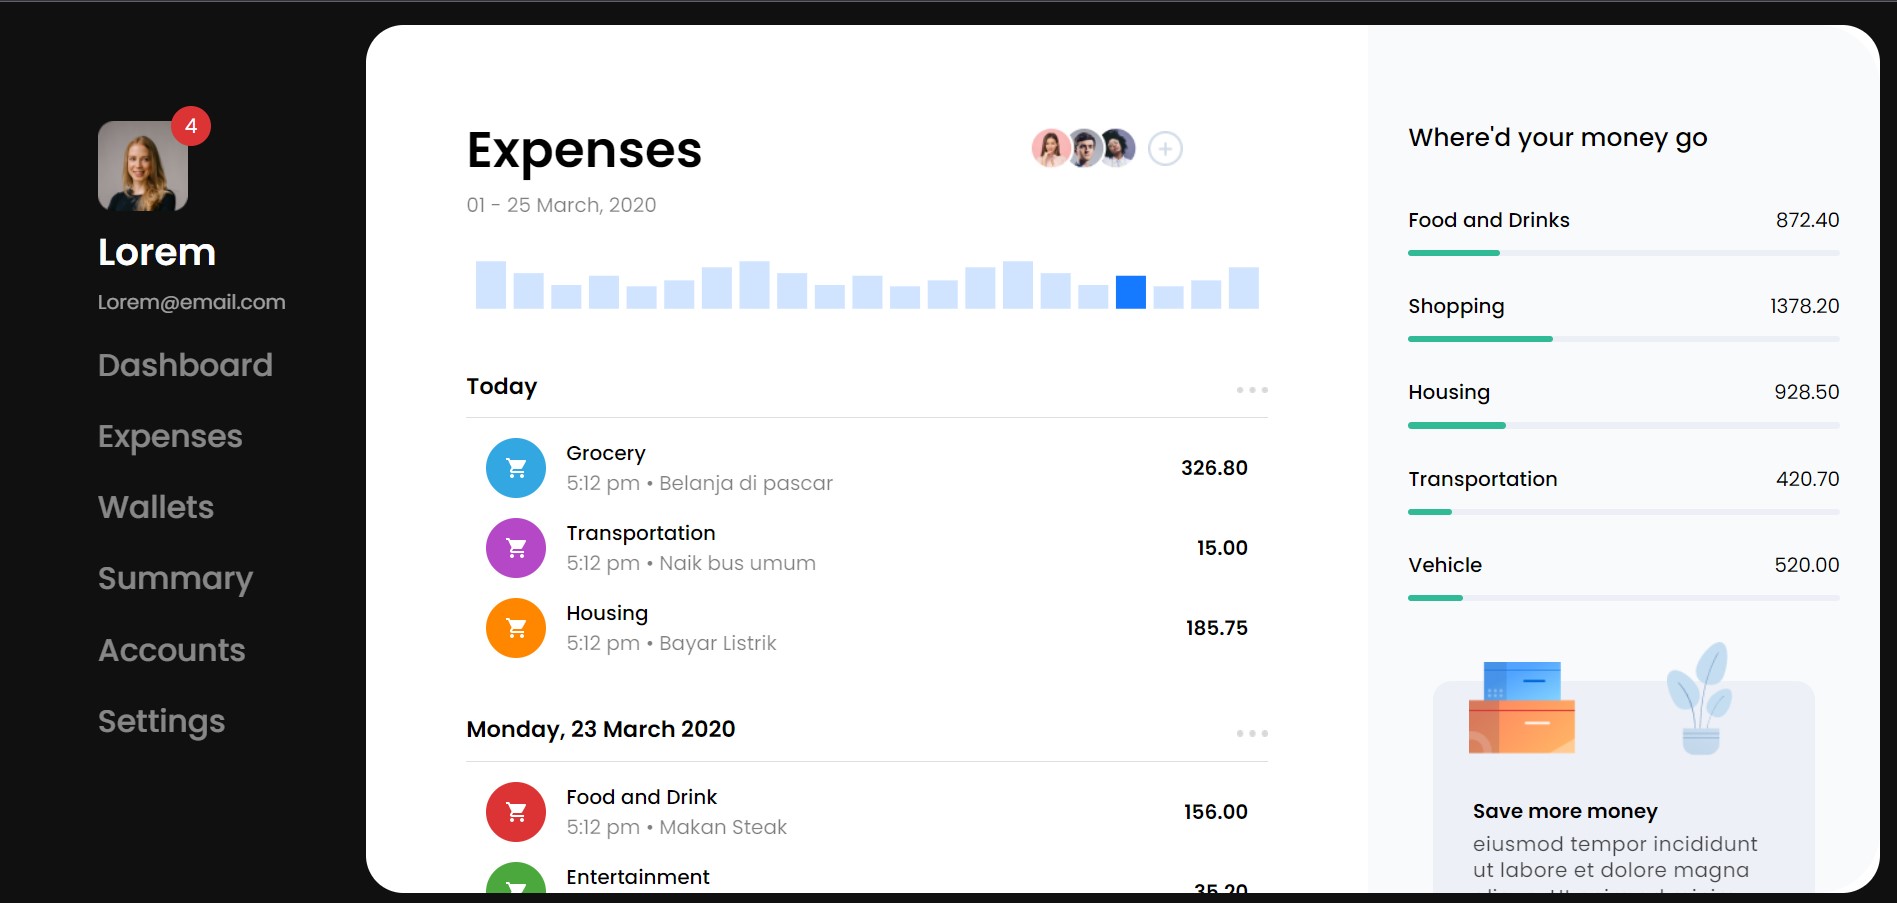 4
Lorem
Lorem@email.com
Dashboard
Expenses
Wallets
Summary
Accounts
Settings
Expenses
01 - 25 March, 2020
Today
Grocery
5:12 pm • Belanja di pascar
326.80
Transportation
5:12 pm • Naik bus umum
15.00
Housing
5:12 pm • Bayar Listrik
185.75
Monday, 23 March 2020
Food and Drink
5:12 pm • Makan Steak
156.00
Entertainment
35.20
Where'd your money go
Food and Drinks 872.40
Shopping 1378.20
Housing 928.50
Transportation 420.70
Vehicle 520.00
Save more money
eiusmod tempor incididunt
ut labore et dolore magna